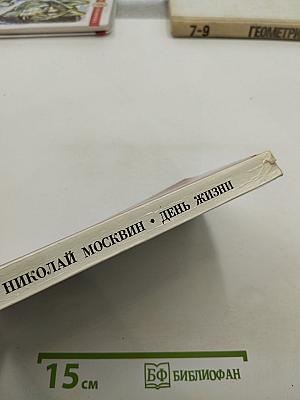 7-9 ГЕОМЕТРИ
НИКОЛАЙ МОСКВИН • ДЕНЬ ЖИЗНИ
15 см
БФ БИБЛИОФАН